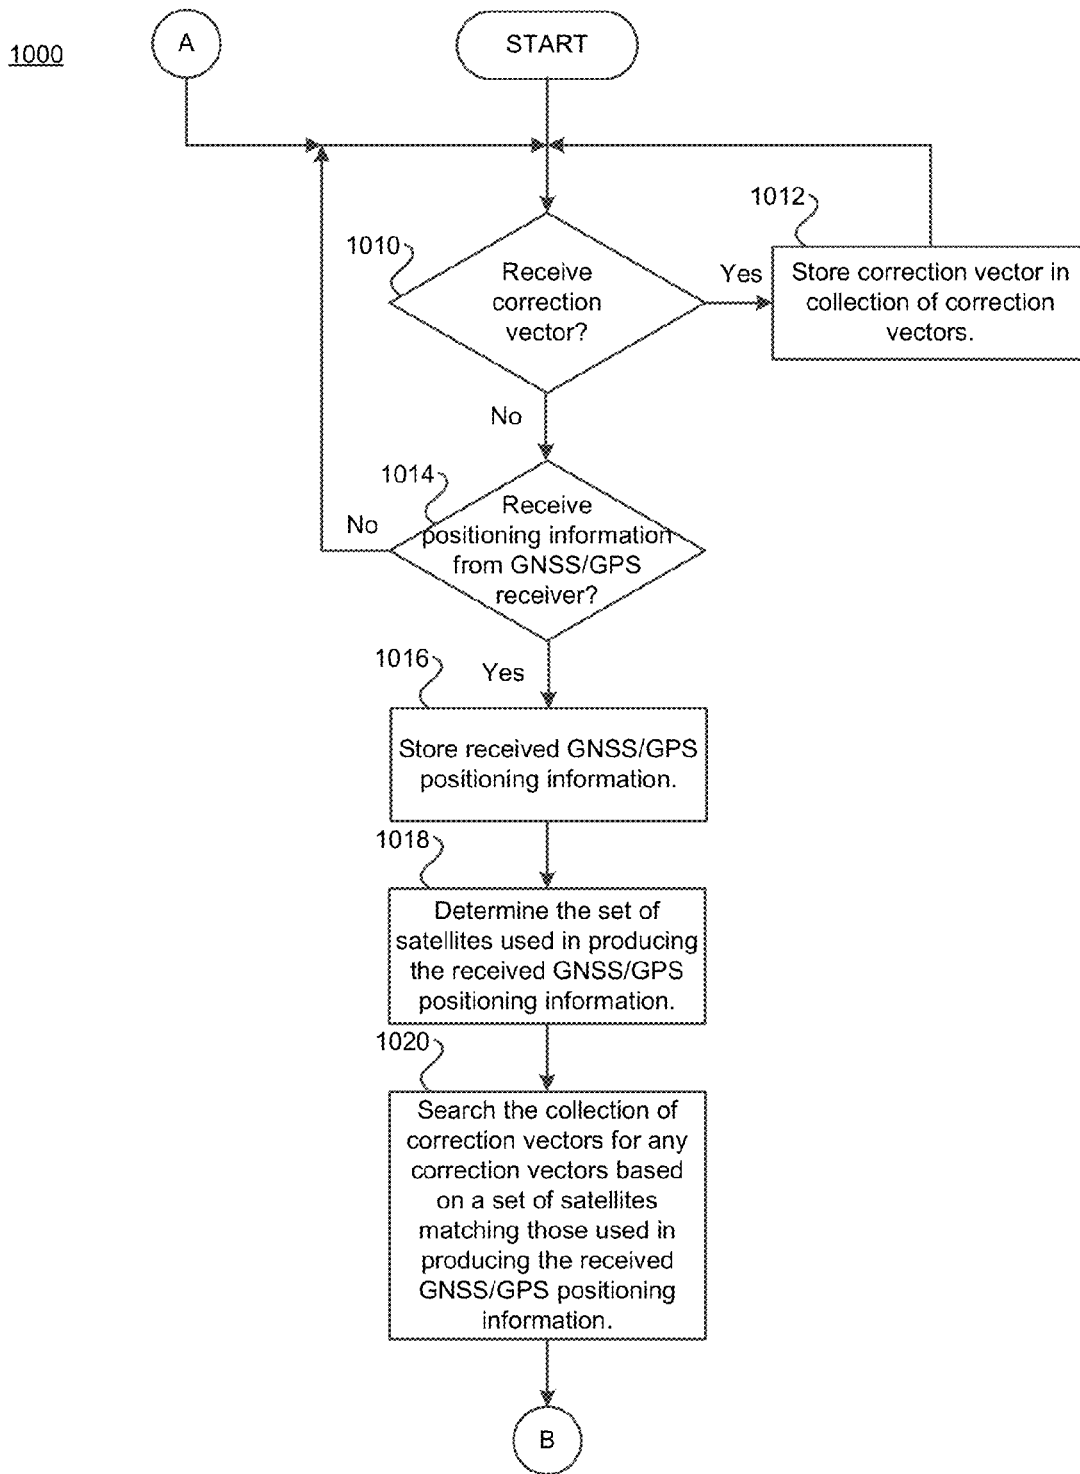 1000
A
START
1010
Receive
correction
vector?
Yes
1012
Store correction vector in
collection of correction
vectors.
No
1014
Receive
positioning information
from GNSS/GPS
receiver?
No
Yes
1016
Store received GNSS/GPS
positioning information.
1018
Determine the set of
satellites used in producing
the received GNSS/GPS
positioning information.
1020
Search the collection of
correction vectors for any
correction vectors based
on a set of satellites
matching those used in
producing the received
GNSS/GPS positioning
information.
B